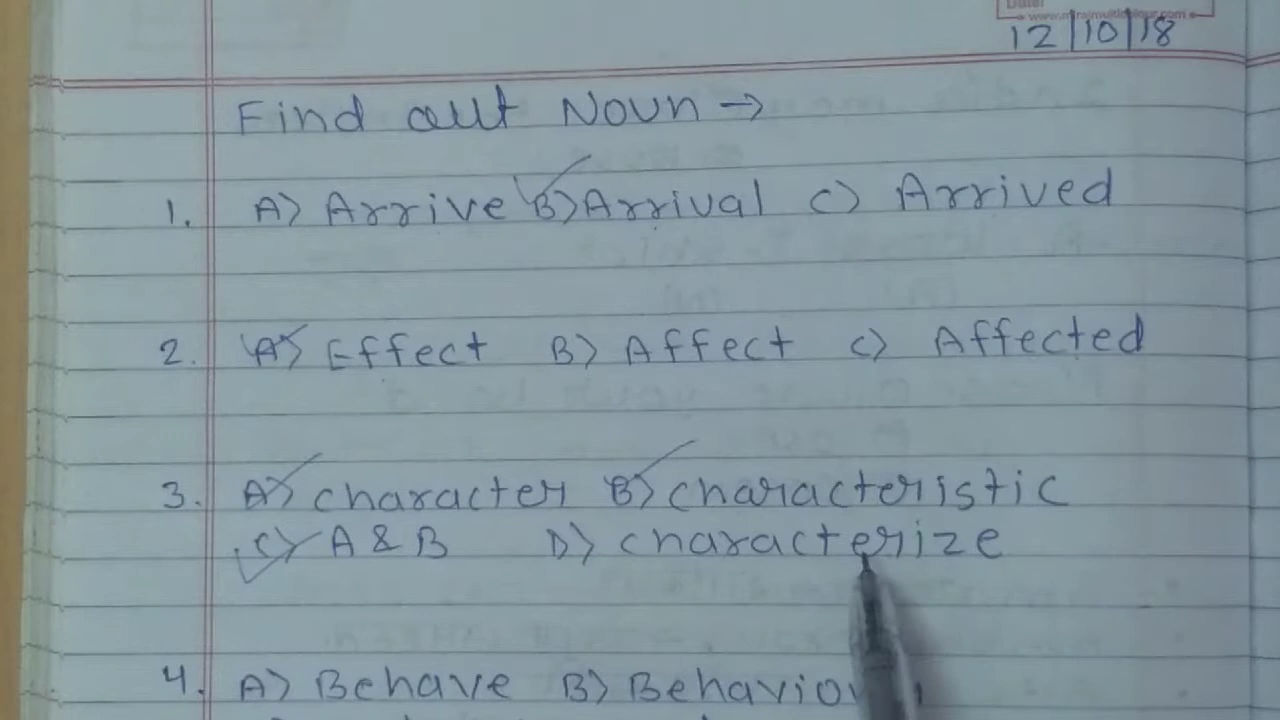 12/10/18
Find out Noun →
1. A) Arrive B) Arrival C) Arrived
2. A) Effect B) Affect C) Affected
3. A) character B) characteristic
C) A & B D) characterize
4. A) Behave B)